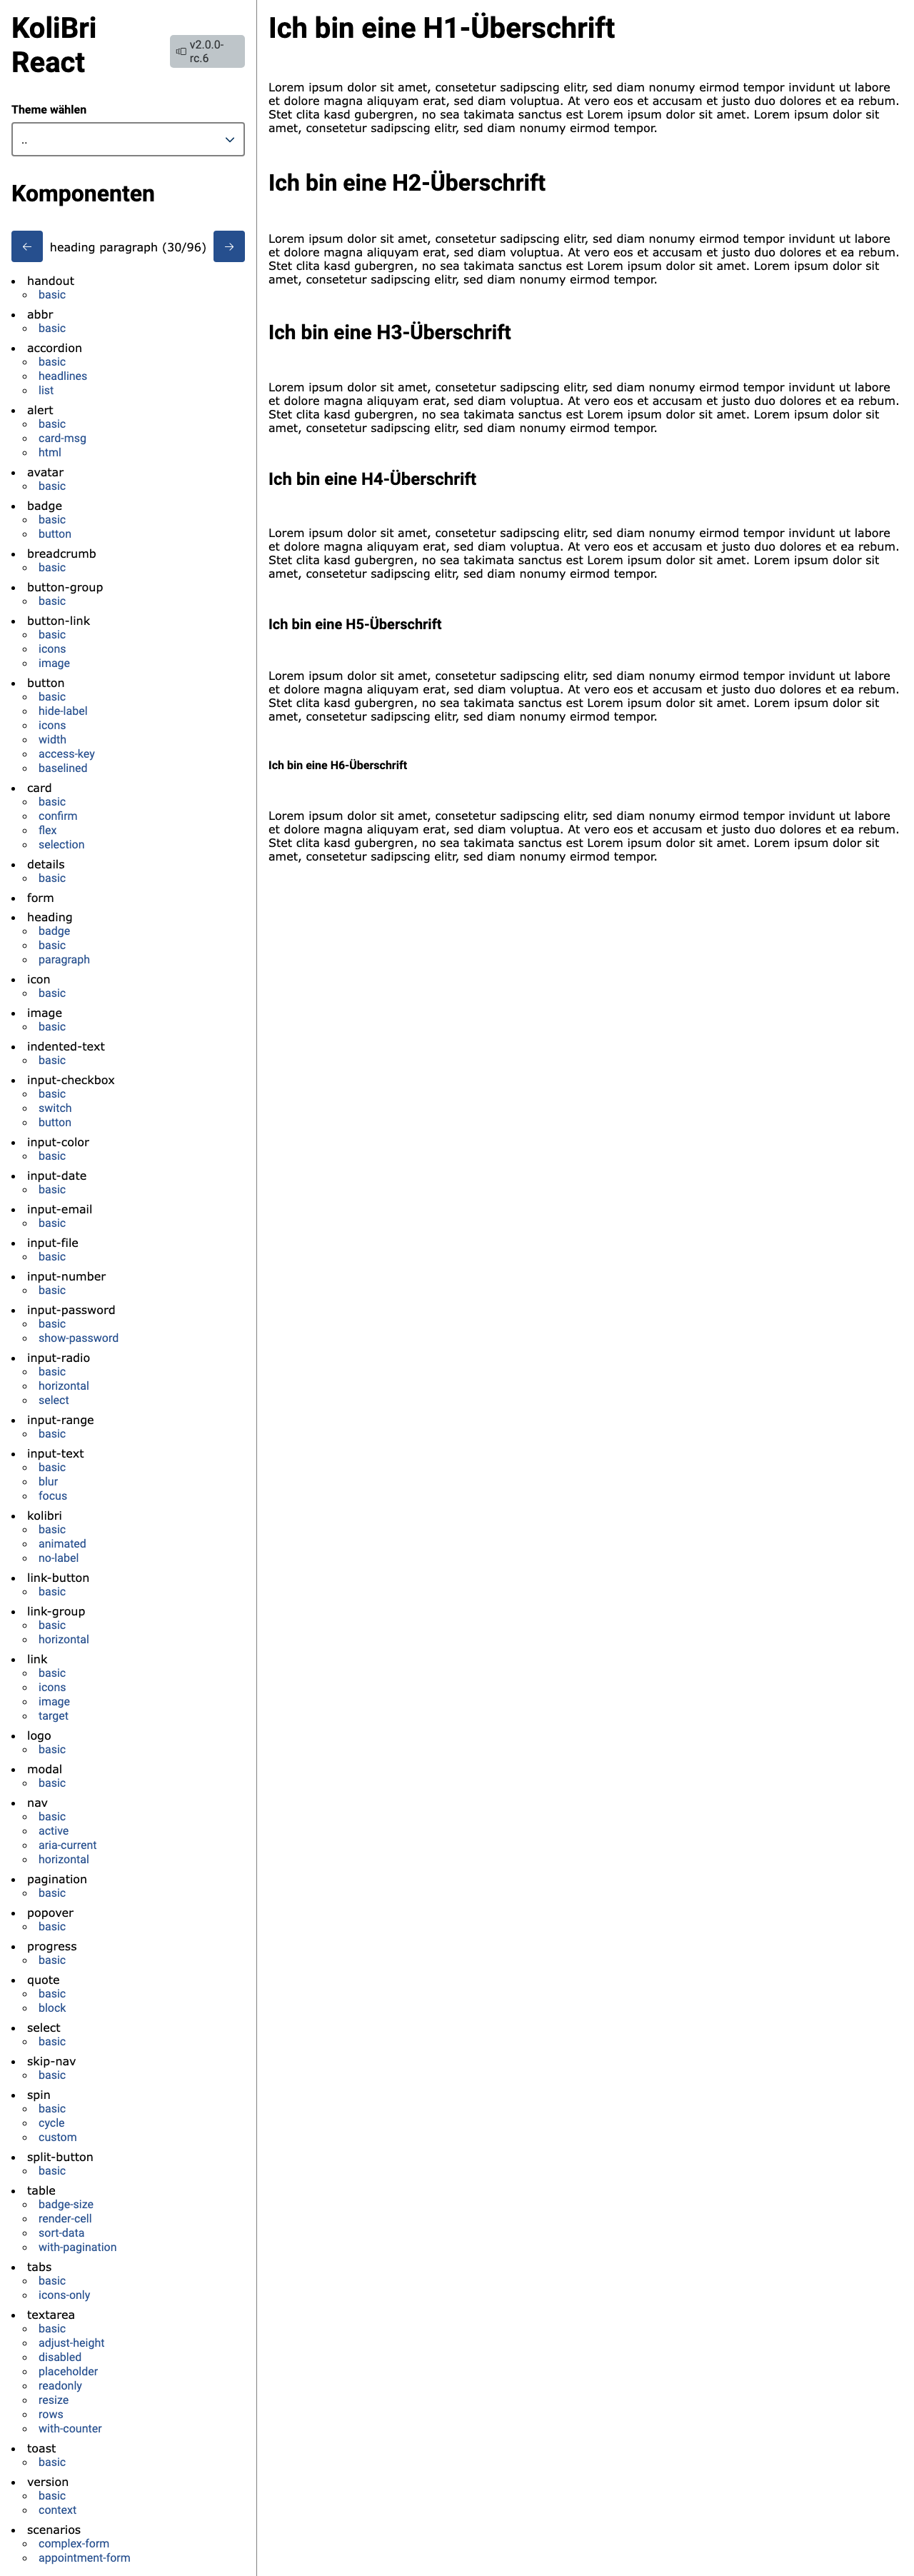 KoliBri
React
v2.0.0-
rc.6
Theme wählen
..
Komponenten
heading paragraph (30/96)
handout
basic
abbr
basic
accordion
basic
headlines
list
alert
basic
card-msg
html
avatar
basic
badge
basic
button
breadcrumb
basic
button-group
basic
button-link
basic
icons
image
button
basic
hide-label
icons
width
access-key
baselined
card
basic
confirm
flex
selection
details
basic
form
heading
badge
basic
paragraph
icon
basic
image
basic
indented-text
basic
input-checkbox
basic
switch
button
input-color
basic
input-date
basic
input-email
basic
input-file
basic
input-number
basic
input-password
basic
show-password
input-radio
basic
horizontal
select
input-range
basic
input-text
basic
blur
focus
kolibri
basic
animated
no-label
link-button
basic
link-group
basic
horizontal
link
basic
icons
image
target
logo
basic
modal
basic
nav
basic
active
aria-current
horizontal
pagination
basic
popover
basic
progress
basic
quote
basic
block
select
basic
skip-nav
basic
spin
basic
cycle
custom
split-button
basic
table
badge-size
render-cell
sort-data
with-pagination
tabs
basic
icons-only
textarea
basic
adjust-height
disabled
placeholder
readonly
resize
rows
with-counter
toast
basic
version
basic
context
scenarios
complex-form
appointment-form
Ich bin eine H1-Überschrift
Lorem ipsum dolor sit amet, consetetur sadipscing elitr, sed diam nonumy eirmod tempor invidunt ut labore
et dolore magna aliquyam erat, sed diam voluptua. At vero eos et accusam et justo duo dolores et ea rebum.
Stet clita kasd gubergren, no sea takimata sanctus est Lorem ipsum dolor sit amet. Lorem ipsum dolor sit
amet, consetetur sadipscing elitr, sed diam nonumy eirmod tempor.
Ich bin eine H2-Überschrift
Lorem ipsum dolor sit amet, consetetur sadipscing elitr, sed diam nonumy eirmod tempor invidunt ut labore
et dolore magna aliquyam erat, sed diam voluptua. At vero eos et accusam et justo duo dolores et ea rebum.
Stet clita kasd gubergren, no sea takimata sanctus est Lorem ipsum dolor sit amet. Lorem ipsum dolor sit
amet, consetetur sadipscing elitr, sed diam nonumy eirmod tempor.
Ich bin eine H3-Überschrift
Lorem ipsum dolor sit amet, consetetur sadipscing elitr, sed diam nonumy eirmod tempor invidunt ut labore
et dolore magna aliquyam erat, sed diam voluptua. At vero eos et accusam et justo duo dolores et ea rebum.
Stet clita kasd gubergren, no sea takimata sanctus est Lorem ipsum dolor sit amet. Lorem ipsum dolor sit
amet, consetetur sadipscing elitr, sed diam nonumy eirmod tempor.
Ich bin eine H4-Überschrift
Lorem ipsum dolor sit amet, consetetur sadipscing elitr, sed diam nonumy eirmod tempor invidunt ut labore
et dolore magna aliquyam erat, sed diam voluptua. At vero eos et accusam et justo duo dolores et ea rebum.
Stet clita kasd gubergren, no sea takimata sanctus est Lorem ipsum dolor sit amet. Lorem ipsum dolor sit
amet, consetetur sadipscing elitr, sed diam nonumy eirmod tempor.
Ich bin eine H5-Überschrift
Lorem ipsum dolor sit amet, consetetur sadipscing elitr, sed diam nonumy eirmod tempor invidunt ut labore
et dolore magna aliquyam erat, sed diam voluptua. At vero eos et accusam et justo duo dolores et ea rebum.
Stet clita kasd gubergren, no sea takimata sanctus est Lorem ipsum dolor sit amet. Lorem ipsum dolor sit
amet, consetetur sadipscing elitr, sed diam nonumy eirmod tempor.
Ich bin eine H6-Überschrift
Lorem ipsum dolor sit amet, consetetur sadipscing elitr, sed diam nonumy eirmod tempor invidunt ut labore
et dolore magna aliquyam erat, sed diam voluptua. At vero eos et accusam et justo duo dolores et ea rebum.
Stet clita kasd gubergren, no sea takimata sanctus est Lorem ipsum dolor sit amet. Lorem ipsum dolor sit
amet, consetetur sadipscing elitr, sed diam nonumy eirmod tempor.